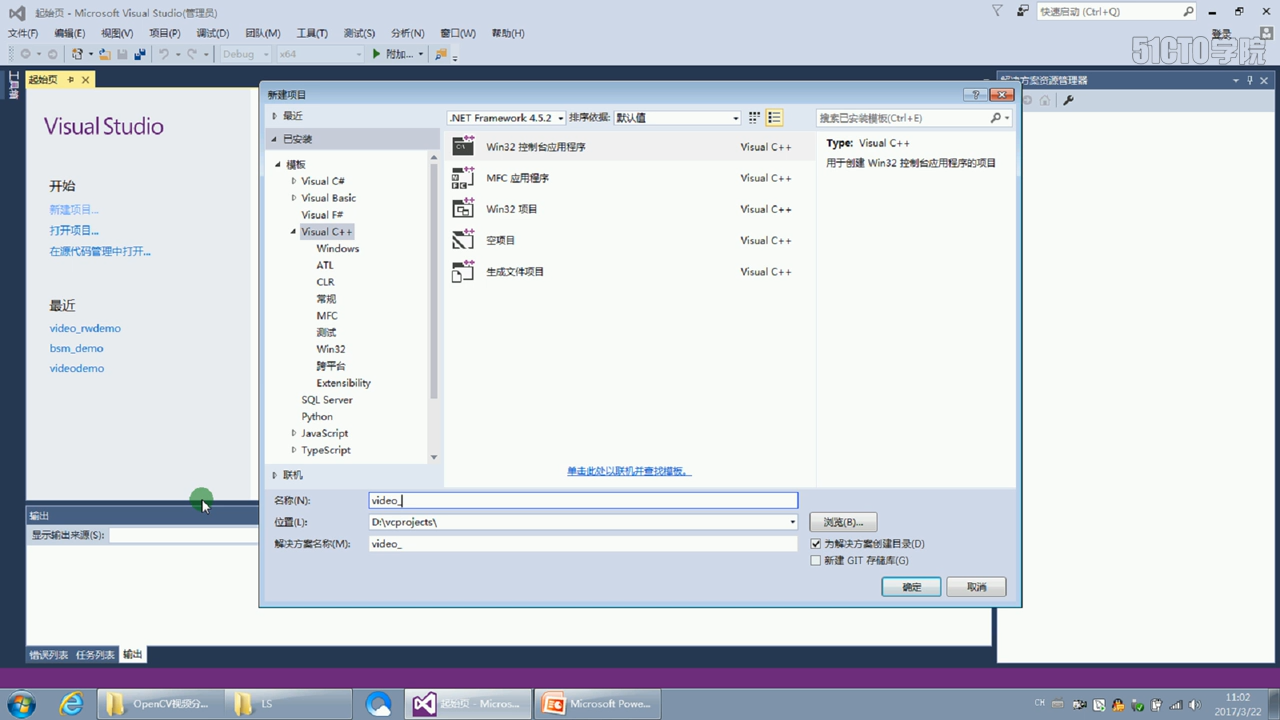 起始页 - Microsoft Visual Studio(管理员)
快速启动 (Ctrl+Q)
文件(F) 编辑(E) 视图(V) 项目(P) 调试(D) 团队(M) 工具(T) 测试(S) 分析(N) 窗口(W) 帮助(H)
登录
51CTO学院
Debug x64 附加...
工具箱
起始页
解决方案资源管理器
Visual Studio
开始
新建项目...
打开项目...
在源代码管理中打开...
最近
video_rwdemo
bsm_demo
videodemo
新建项目
最近
已安装
模板
Visual C#
Visual Basic
Visual F#
Visual C++
Windows
ATL
CLR
常规
MFC
测试
Win32
跨平台
Extensibility
SQL Server
Python
JavaScript
TypeScript
联机
.NET Framework 4.5.2 排序依据: 默认值
搜索已安装模板(Ctrl+E)
Win32 控制台应用程序 Visual C++
MFC 应用程序 Visual C++
Win32 项目 Visual C++
空项目 Visual C++
生成文件项目 Visual C++
Type: Visual C++
用于创建 Win32 控制台应用程序的项目
单击此处以联机并查找模板。
名称(N): video_
位置(L): D:\vcprojects\ 浏览(B)...
解决方案名称(M): video_
为解决方案创建目录(D)
新建 GIT 存储库(G)
确定 取消
输出
显示输出来源(S):
错误列表 任务列表 输出
OpenCV视频分... LS 起始页 - Micros... Microsoft Powe...
CH
11:02
2017/3/22